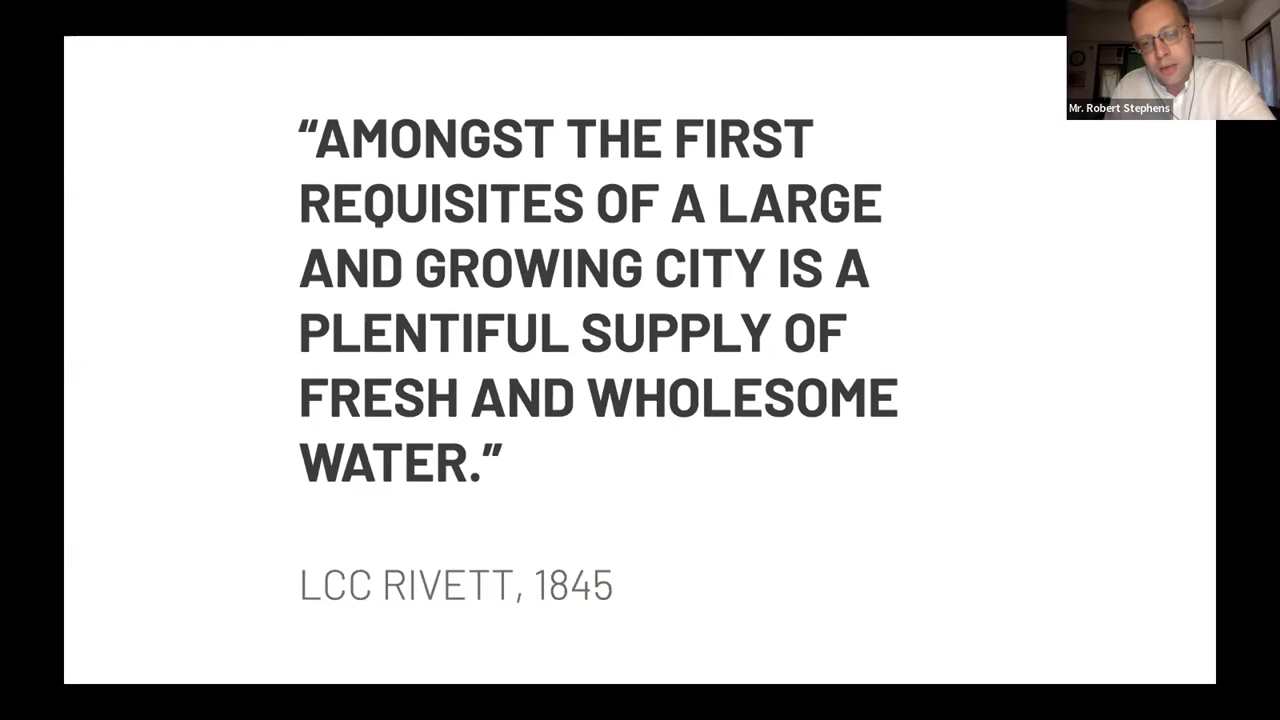 “AMONGST THE FIRST
REQUISITES OF A LARGE
AND GROWING CITY IS A
PLENTIFUL SUPPLY OF
FRESH AND WHOLESOME
WATER.”
LCC RIVETT, 1845
Mr. Robert Stephens